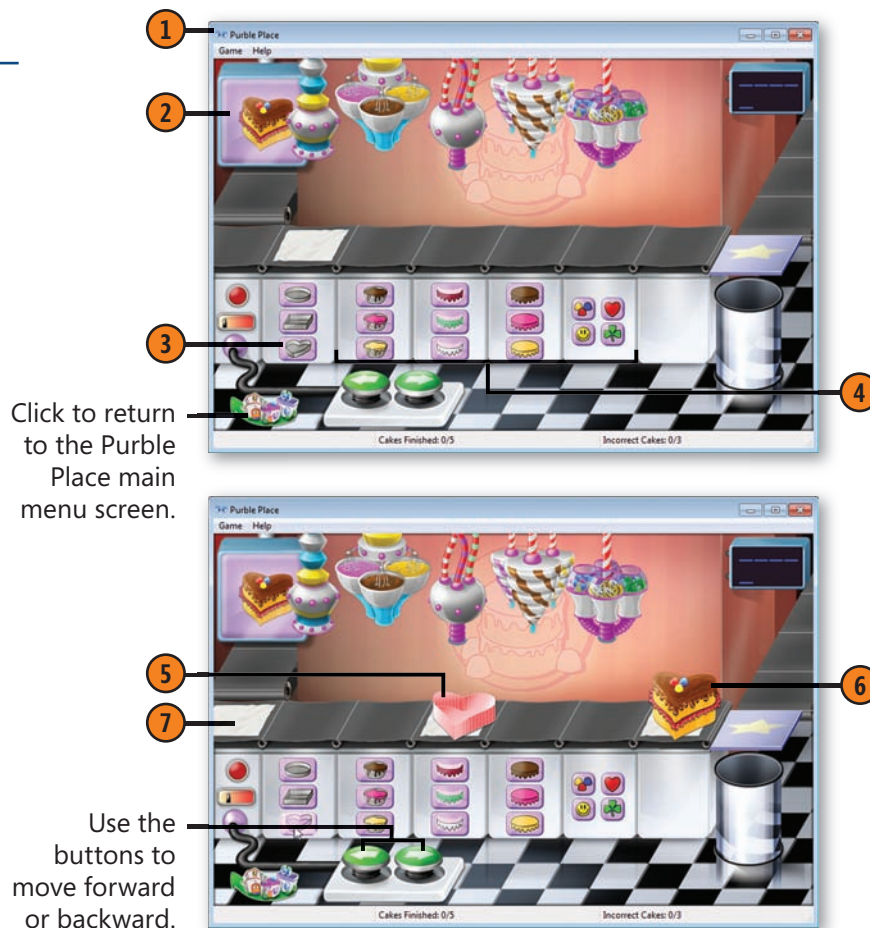 1
Purble Place
Game Help
2
3
4
Click to return
to the Purble
Place main
menu screen.
Cakes Finished: 0/5
Incorrect Cakes: 0/3
Purble Place
Game Help
5
6
7
Use the
buttons to
move forward
or backward.
Cakes Finished: 0/5
Incorrect Cakes: 0/3